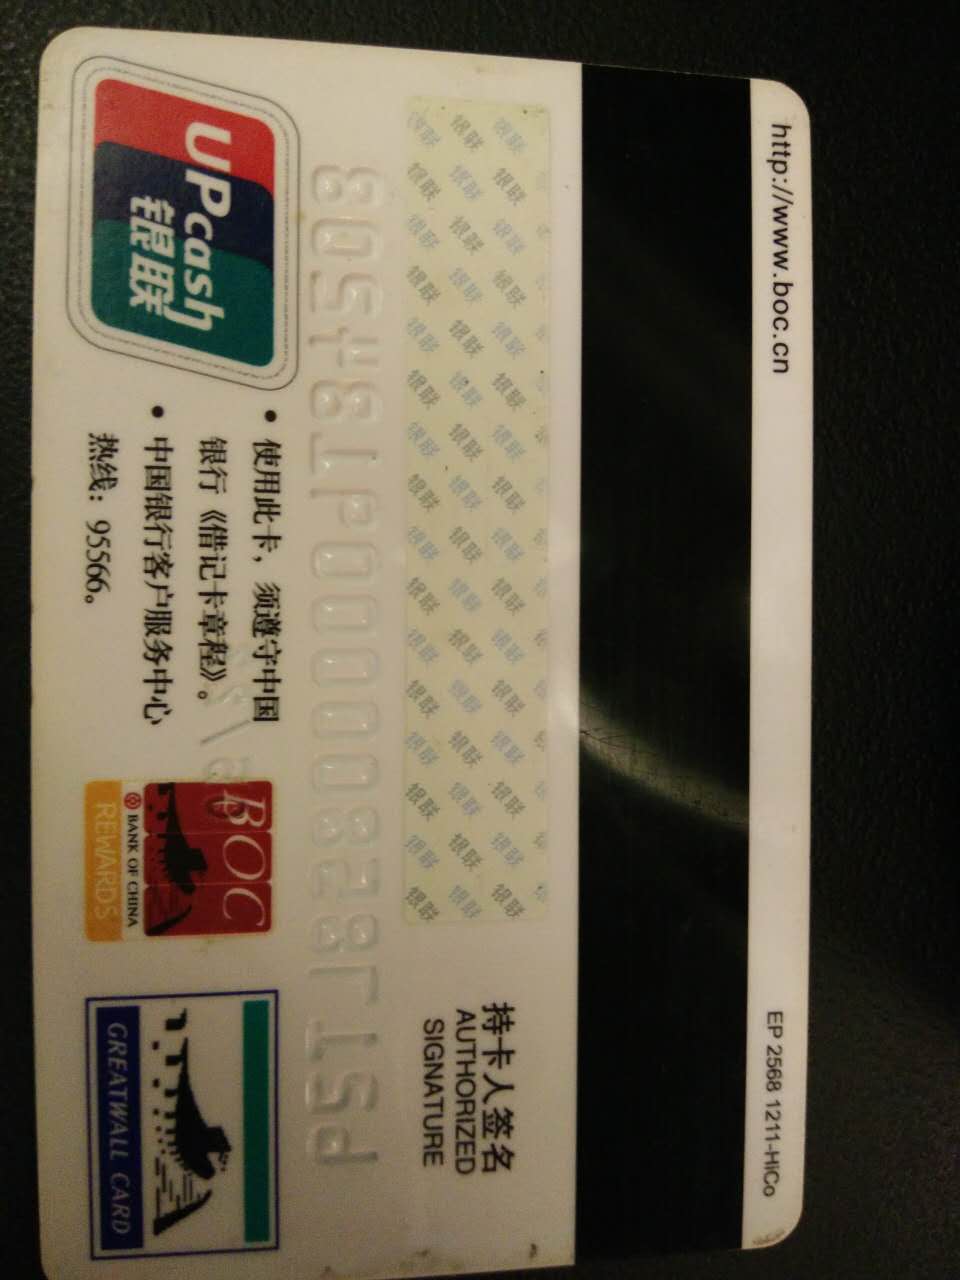 http://www.boc.cn
EP 2568 1211-HiCo
银联
持卡人签名
AUTHORIZED
SIGNATURE
• 使用此卡，须遵守中国
银行《借记卡章程》。
• 中国银行客户服务中心
热线：95566。
UPcash
银联
BOC
BANK OF CHINA
REWARDS
GREATWALL CARD